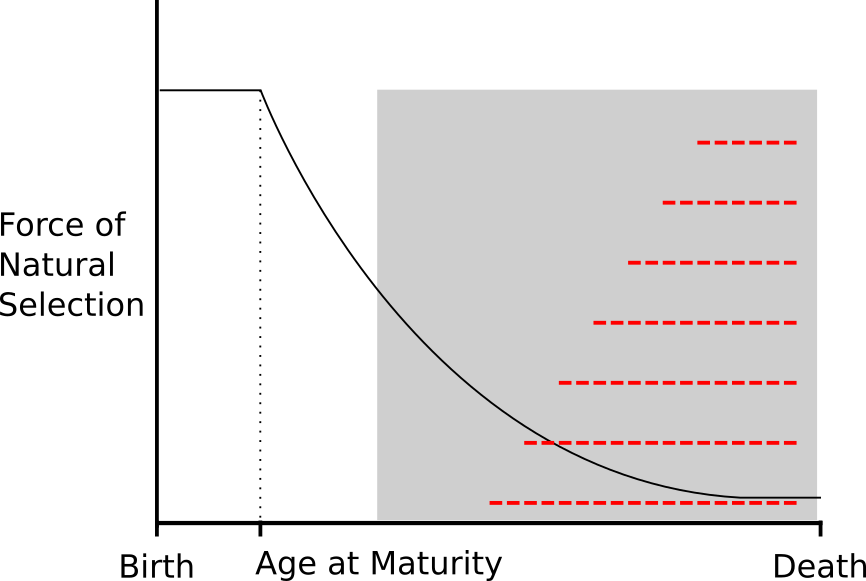 Force of
Natural
Selection
Birth
Age at Maturity
Death